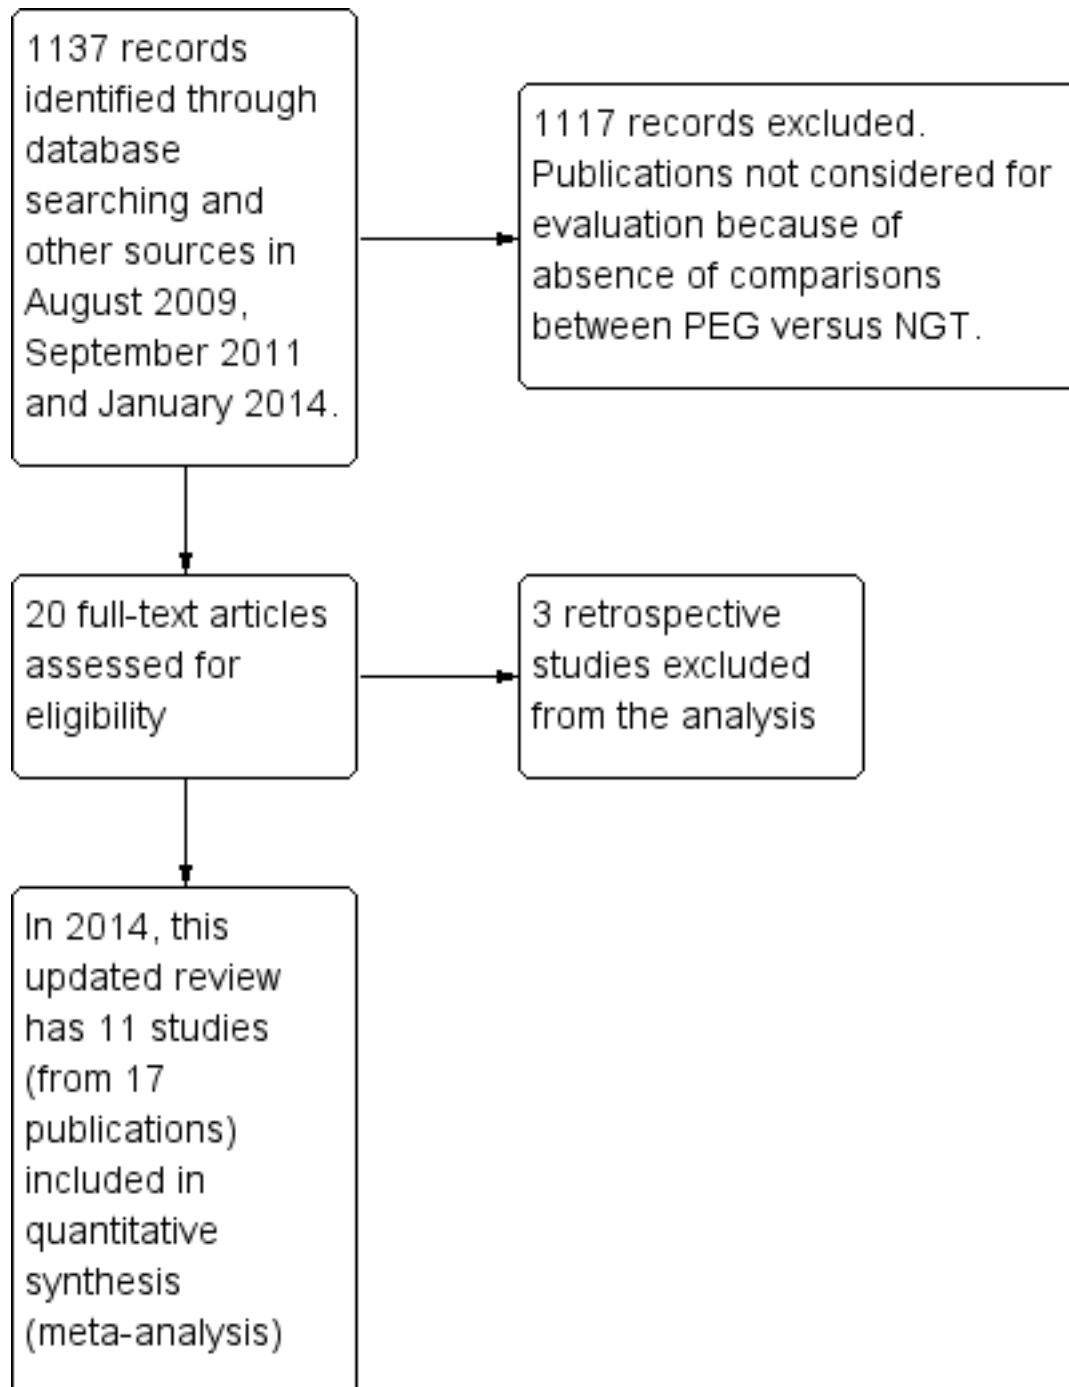 1137 records
identified through
database
searching and
other sources in
August 2009,
September 2011
and January 2014.
1117 records excluded.
Publications not considered for
evaluation because of
absence of comparisons
between PEG versus NGT.
20 full-text articles
assessed for
eligibility
3 retrospective
studies excluded
from the analysis
In 2014, this
updated review
has 11 studies
(from 17
publications)
included in
quantitative
synthesis
(meta-analysis)